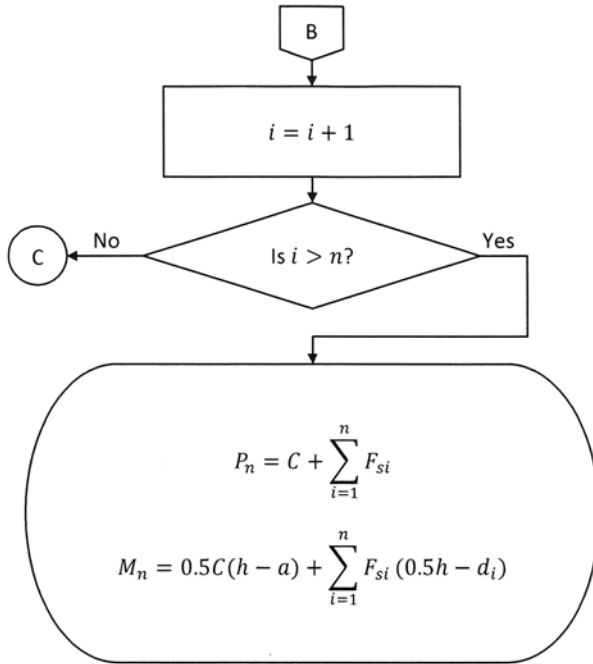 B
i = i + 1
Is i > n?
No
Yes
C
P_n = C + \sum_{i=1}^{n} F_{si}
M_n = 0.5C(h − a) + \sum_{i=1}^{n} F_{si} (0.5h − d_i)